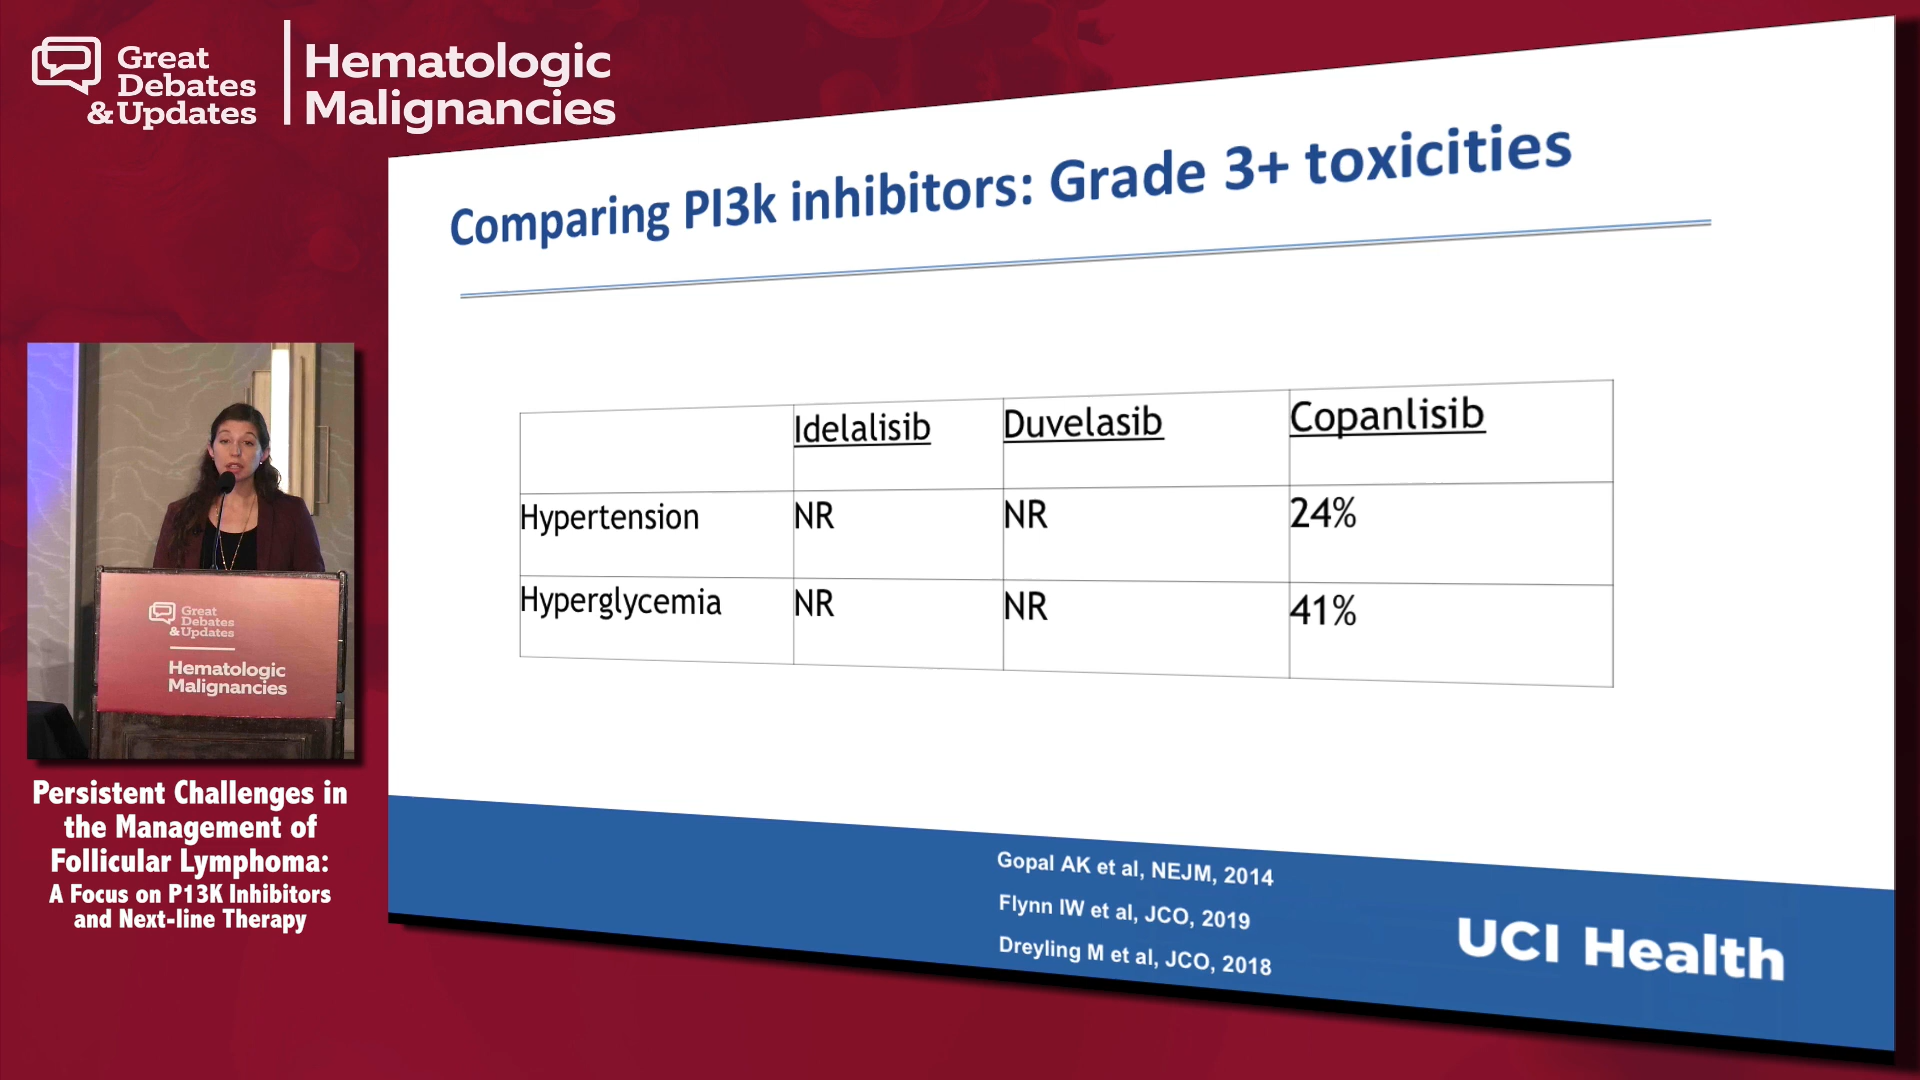 Great
Debates
& Updates
Hematologic
Malignancies
Comparing PI3k inhibitors: Grade 3+ toxicities
Idelalisib Duvelasib Copanlisib
Hypertension NR NR 24%
Hyperglycemia NR NR 41%
Great
Debates
& Updates
Hematologic
Malignancies
Persistent Challenges in
the Management of
Follicular Lymphoma:
A Focus on P13K Inhibitors
and Next-line Therapy
Gopal AK et al, NEJM, 2014
Flynn IW et al, JCO, 2019
Dreyling M et al, JCO, 2018
UCI Health